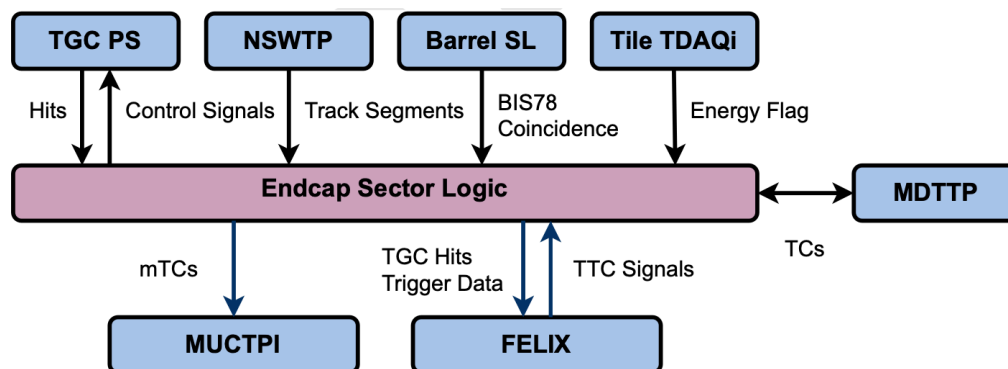 TGC PS
NSWTP
Barrel SL
Tile TDAQi
Hits
Control Signals
Track Segments
BIS78
Coincidence
Energy Flag
Endcap Sector Logic
MDTTP
TCs
mTCs
TGC Hits
Trigger Data
TTC Signals
MUCTPI
FELIX